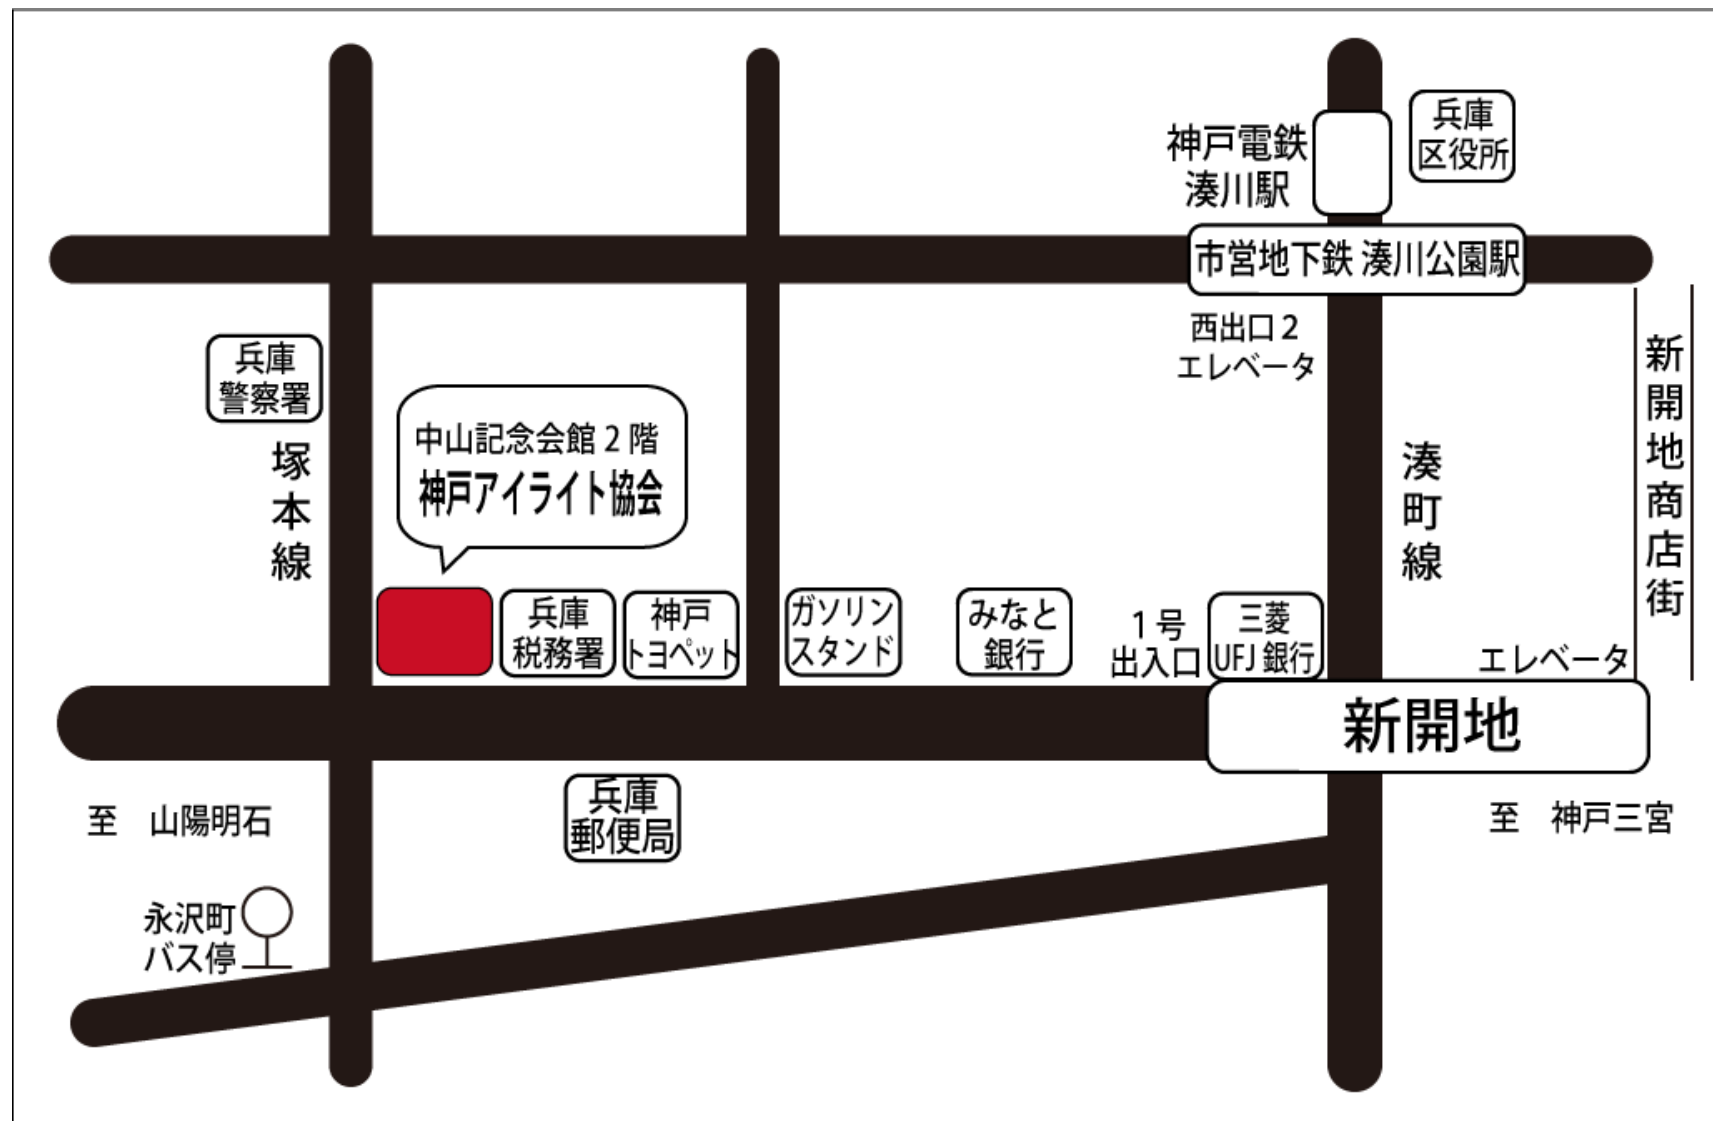 神戸電鉄
湊川駅
兵庫
区役所
市営地下鉄 湊川公園駅
西出口2
エレベータ
兵庫
警察署
塚本線
中山記念会館2階
神戸アイライト協会
湊町線
新開地商店街
兵庫
税務署
神戸
トヨペット
ガソリン
スタンド
みなと
銀行
1号
出入口
三菱
UFJ銀行
エレベータ
新開地
兵庫
郵便局
至 山陽明石
至 神戸三宮
永沢町
バス停